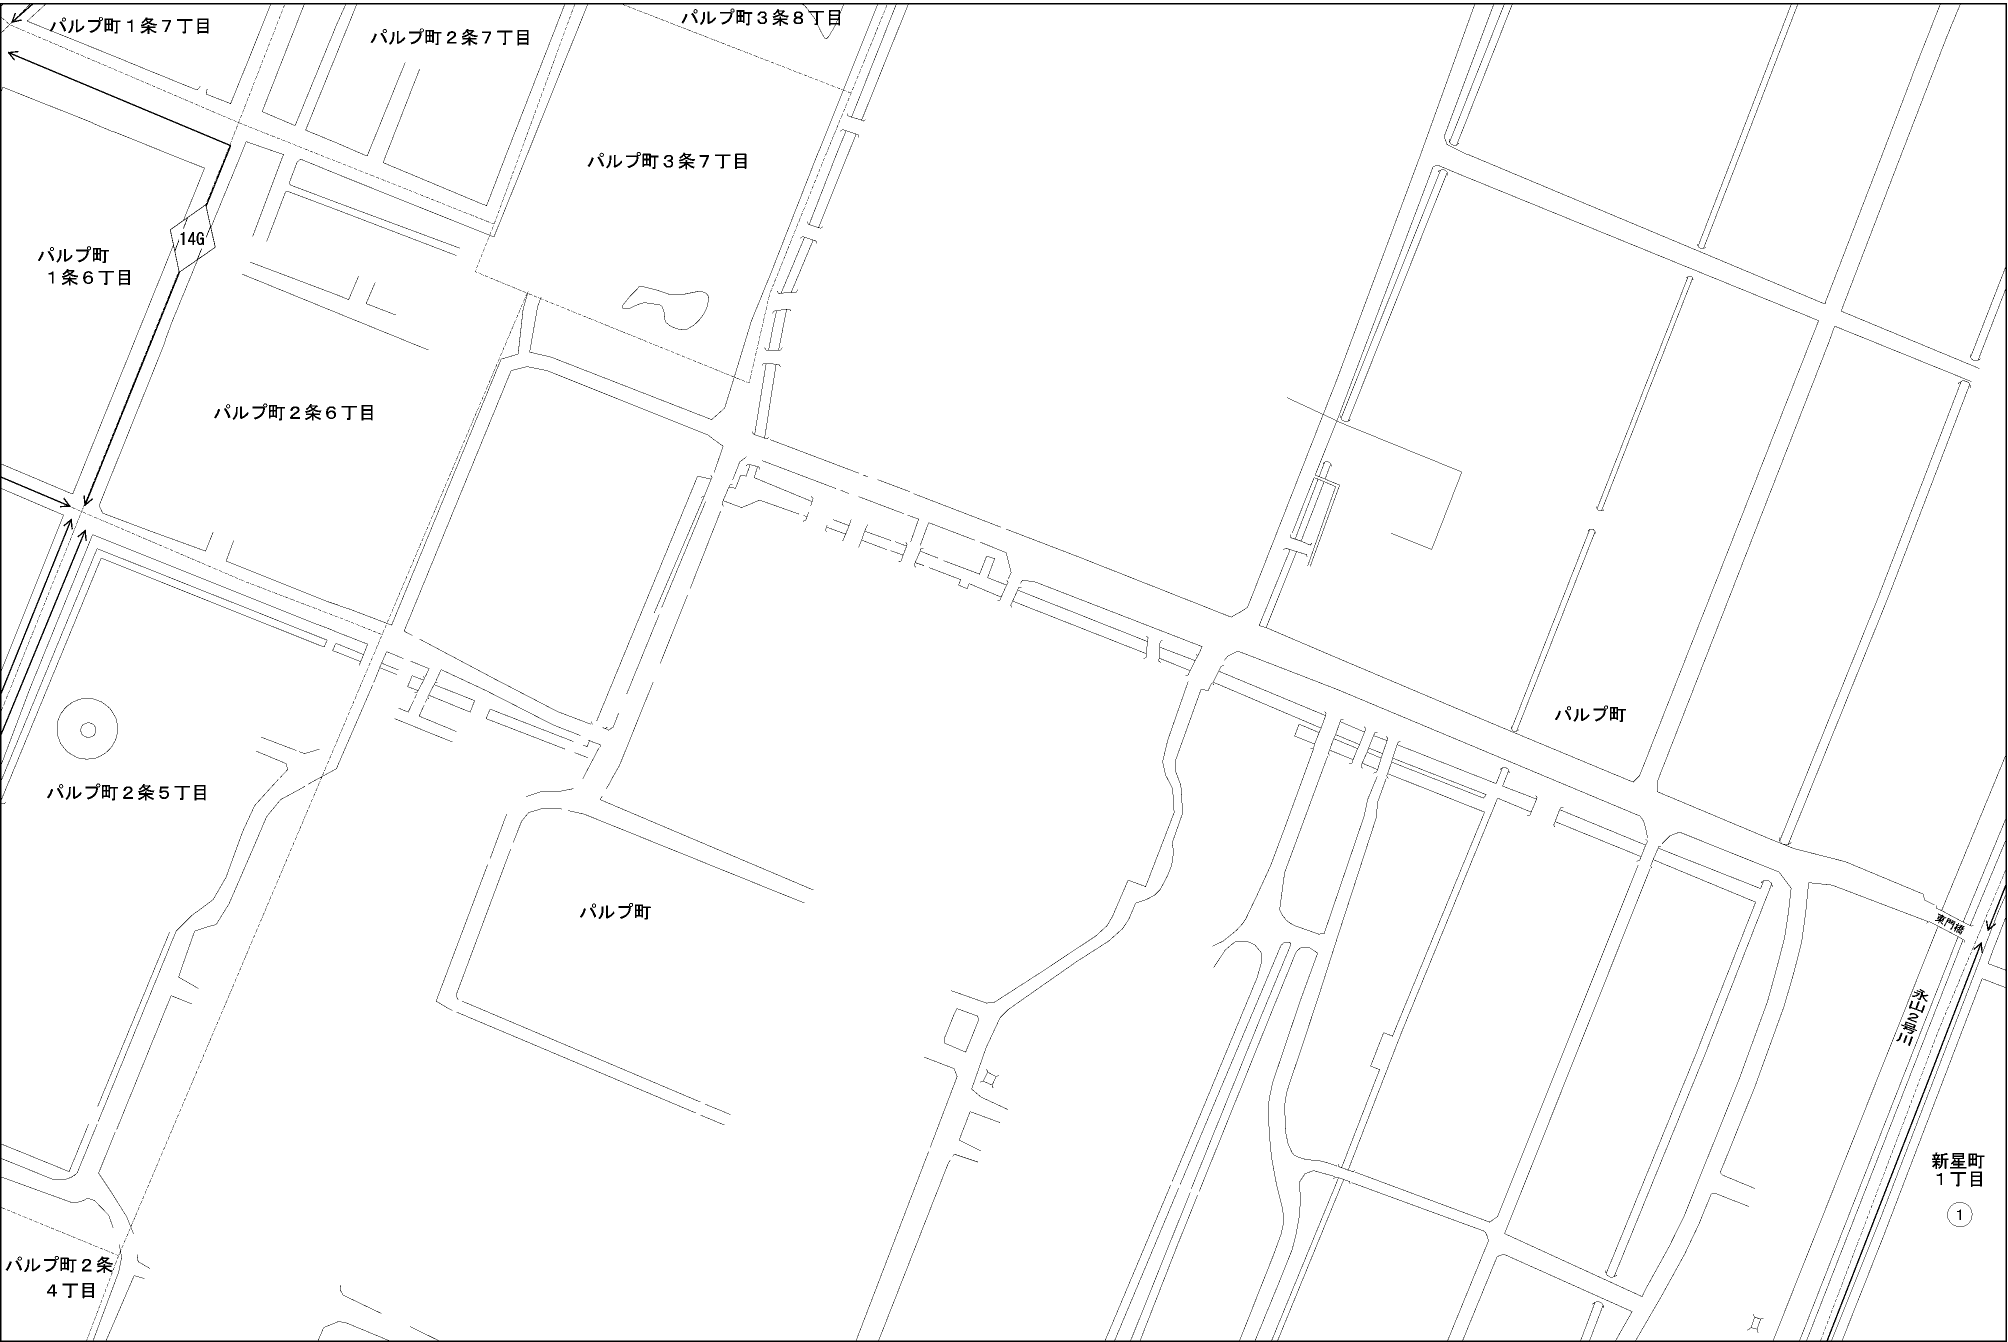 パルプ町３条８丁目
パルプ町１条７丁目
パルプ町２条７丁目
パルプ町３条７丁目
14G
パルプ町
１条６丁目
パルプ町２条６丁目
パルプ町
パルプ町２条５丁目
パルプ町
東門橋
永山２号川
新星町
１丁目
1
パルプ町２条
４丁目